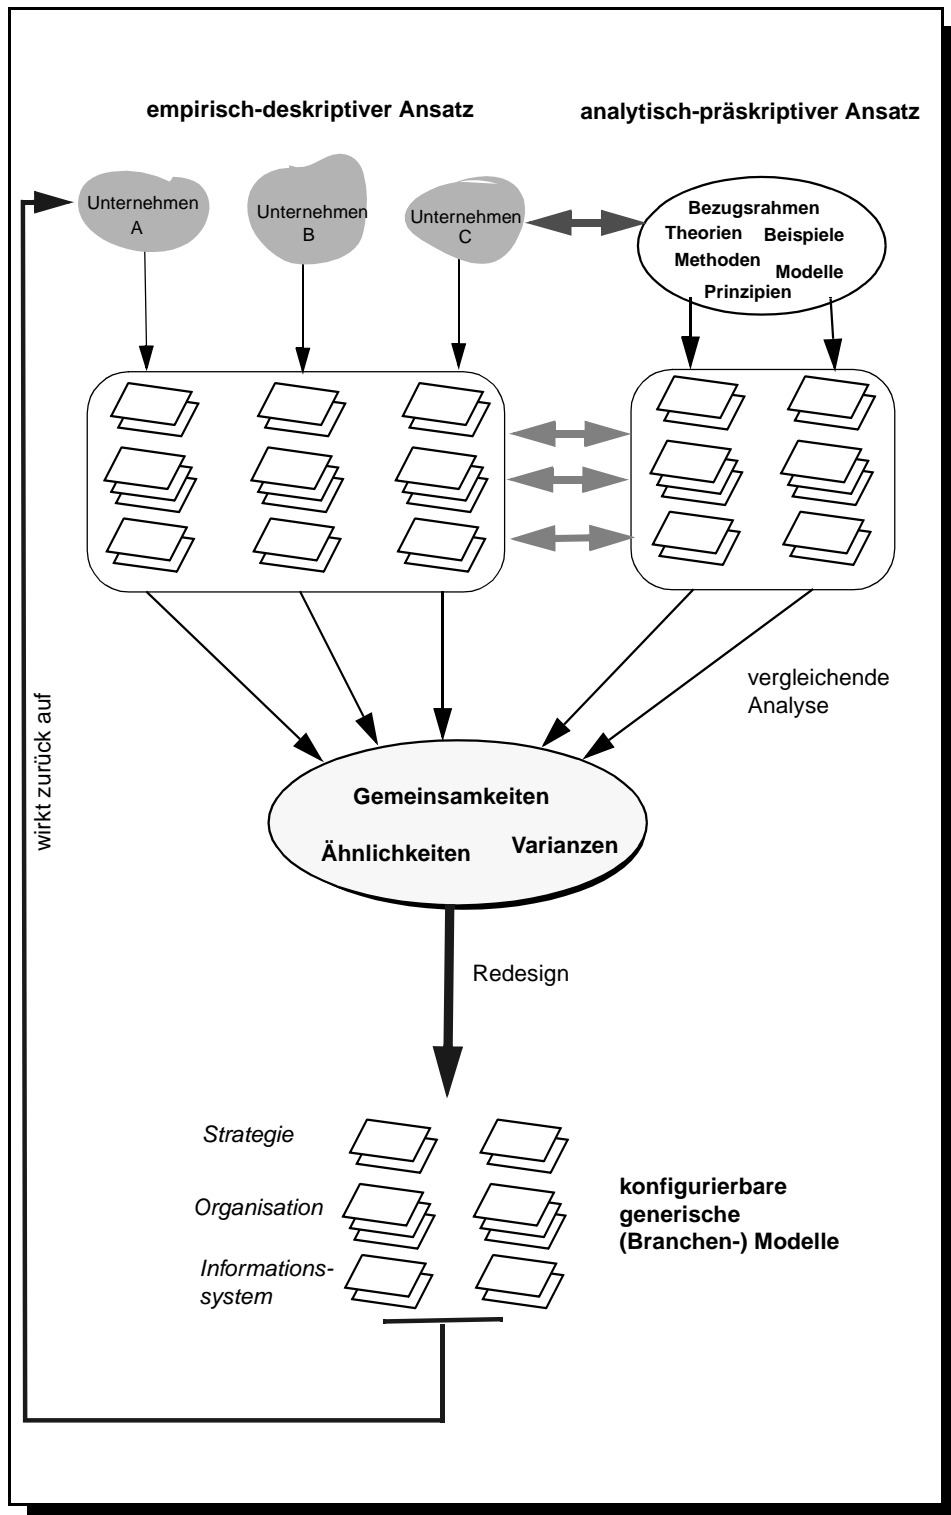 empirisch-deskriptiver Ansatz
analytisch-präskriptiver Ansatz
Unternehmen
A
Unternehmen
B
Unternehmen
C
Bezugsrahmen
Theorien
Beispiele
Methoden
Modelle
Prinzipien
vergleichende
Analyse
wirkt zurück auf
Gemeinsamkeiten
Ähnlichkeiten
Varianzen
Redesign
Strategie
Organisation
Informations-
system
konfigurierbare
generische
(Branchen-) Modelle